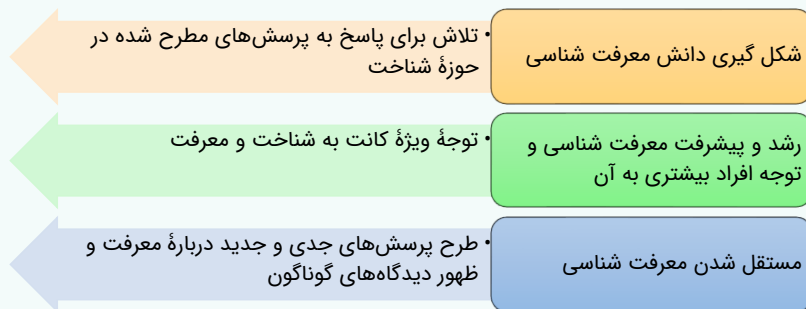 شکل گیری دانش معرفت شناسی
• تلاش برای پاسخ به پرسش‌های مطرح شده در
حوزهٔ شناخت
رشد و پیشرفت معرفت شناسی و
توجه افراد بیشتری به آن
• توجهٔ ویژهٔ کانت به شناخت و معرفت
مستقل شدن معرفت شناسی
• طرح پرسش‌های جدی و جدید دربارهٔ معرفت و
ظهور دیدگاه‌های گوناگون